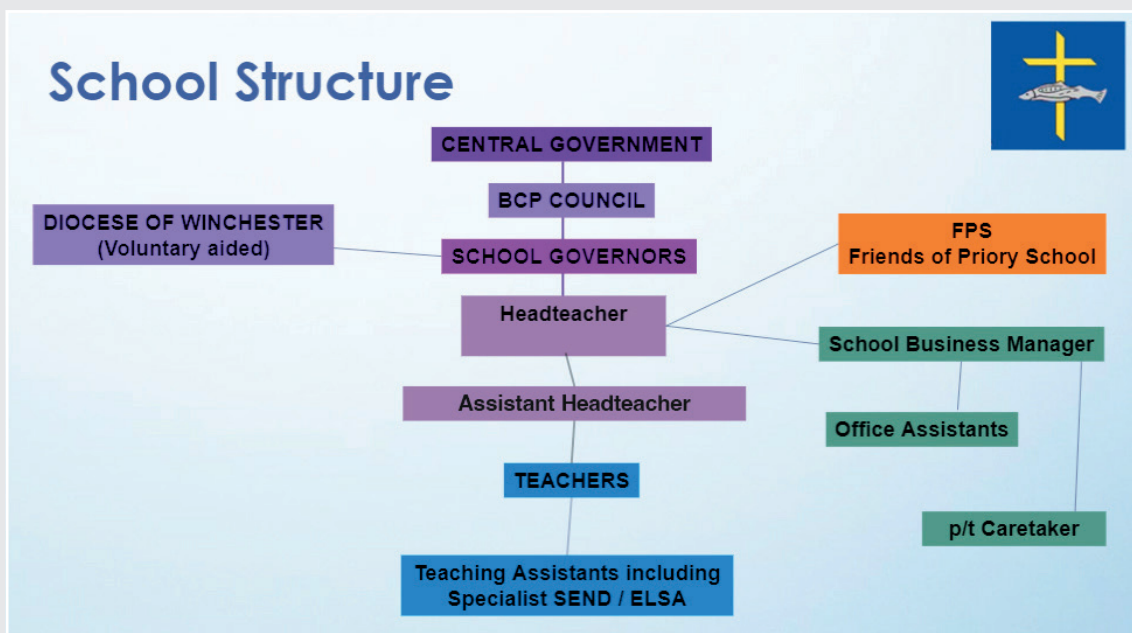 School Structure
CENTRAL GOVERNMENT
BCP COUNCIL
DIOCESE OF WINCHESTER
(Voluntary aided)
SCHOOL GOVERNORS
FPS
Friends of Priory School
Headteacher
School Business Manager
Assistant Headteacher
Office Assistants
TEACHERS
p/t Caretaker
Teaching Assistants including
Specialist SEND / ELSA